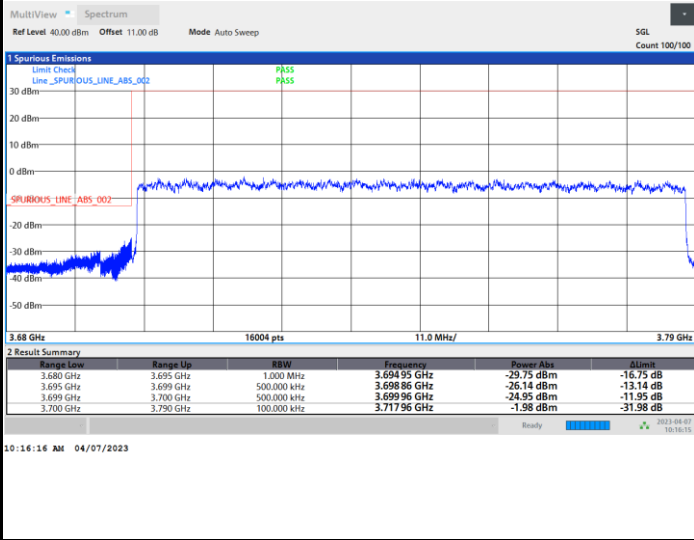 MultiView Spectrum
Ref Level 40.00 dBm Offset 11.00 dB Mode Auto Sweep SGL
Count 100/100
1 Spurious Emissions
Limit Check PASS
Line _SPURIOUS_LINE_ABS_002 PASS
30 dBm
20 dBm
10 dBm
0 dBm
_SPURIOUS_LINE_ABS_002
-20 dBm
-30 dBm
-40 dBm
-50 dBm
3.68 GHz 16004 pts 11.0 MHz/ 3.79 GHz
2 Result Summary
Range Low Range Up RBW Frequency Power Abs ΔLimit
3.680 GHz 3.695 GHz 1.000 MHz 3.694 95 GHz -29.75 dBm -16.75 dB
3.695 GHz 3.699 GHz 500.000 kHz 3.698 86 GHz -26.14 dBm -13.14 dB
3.699 GHz 3.700 GHz 500.000 kHz 3.699 96 GHz -24.95 dBm -11.95 dB
3.700 GHz 3.790 GHz 100.000 kHz 3.717 96 GHz -1.98 dBm -31.98 dB
Ready 2023-04-07
10:16:15
10:16:16 AM 04/07/2023